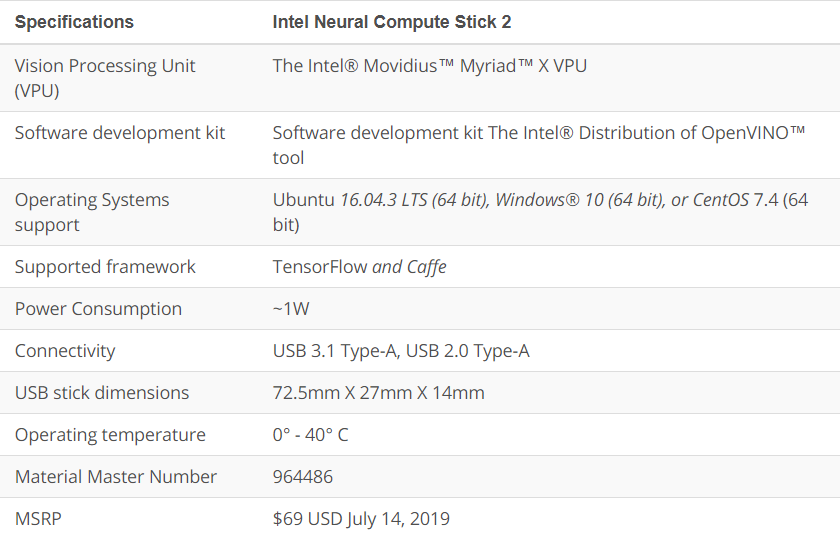 Specifications Intel Neural Compute Stick 2
Vision Processing Unit (VPU) The Intel® Movidius™ Myriad™ X VPU
Software development kit Software development kit The Intel® Distribution of OpenVINO™ tool
Operating Systems support Ubuntu 16.04.3 LTS (64 bit), Windows® 10 (64 bit), or CentOS 7.4 (64 bit)
Supported framework TensorFlow and Caffe
Power Consumption ~1W
Connectivity USB 3.1 Type-A, USB 2.0 Type-A
USB stick dimensions 72.5mm X 27mm X 14mm
Operating temperature 0° - 40° C
Material Master Number 964486
MSRP $69 USD July 14, 2019